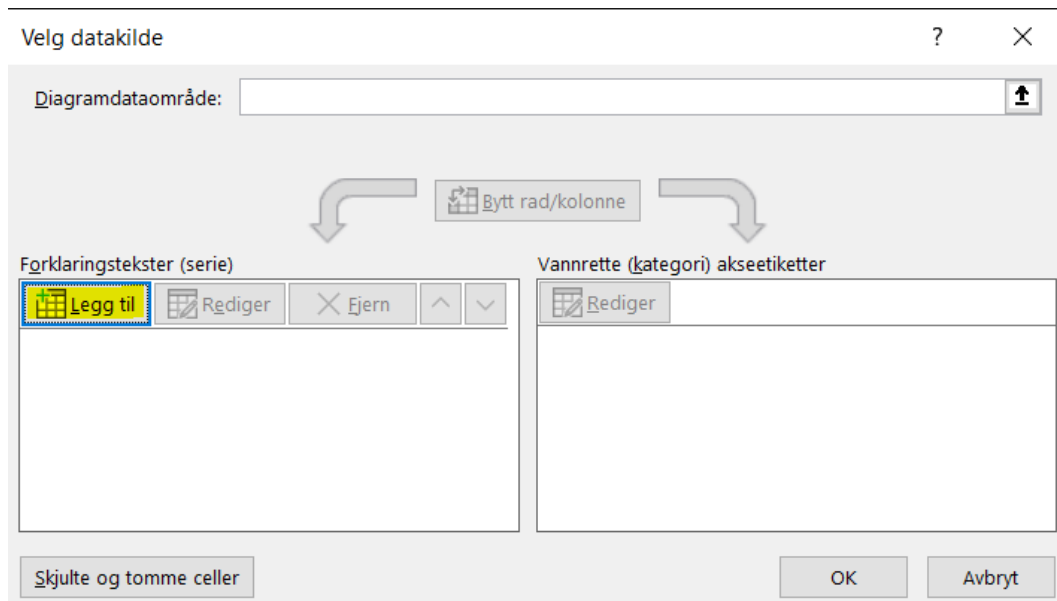 Velg datakilde
Diagramdataområde:
Bytt rad/kolonne
Forklaringstekster (serie)
Vannrette (kategori) akseetiketter
Legg til Rediger Fjern
Rediger
Skjulte og tomme celler
OK Avbryt